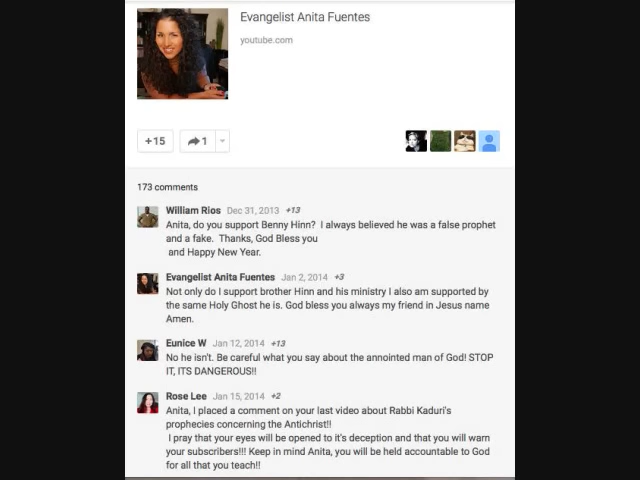 Evangelist Anita Fuentes
youtube.com
+15
1
173 comments
William Rios Dec 31, 2013 +13
Anita, do you support Benny Hinn? I always believed he was a false prophet
and a fake. Thanks, God Bless you
and Happy New Year.
Evangelist Anita Fuentes Jan 2, 2014 +3
Not only do I support brother Hinn and his ministry I also am supported by
the same Holy Ghost he is. God bless you always my friend in Jesus name
Amen.
Eunice W Jan 12, 2014 +13
No he isn't. Be careful what you say about the annointed man of God! STOP
IT, ITS DANGEROUS!!
Rose Lee Jan 15, 2014 +2
Anita, I placed a comment on your last video about Rabbi Kaduri's
prophecies concerning the Antichrist!!
I pray that your eyes will be opened to it's deception and that you will warn
your subscribers!!! Keep in mind Anita, you will be held accountable to God
for all that you teach!!